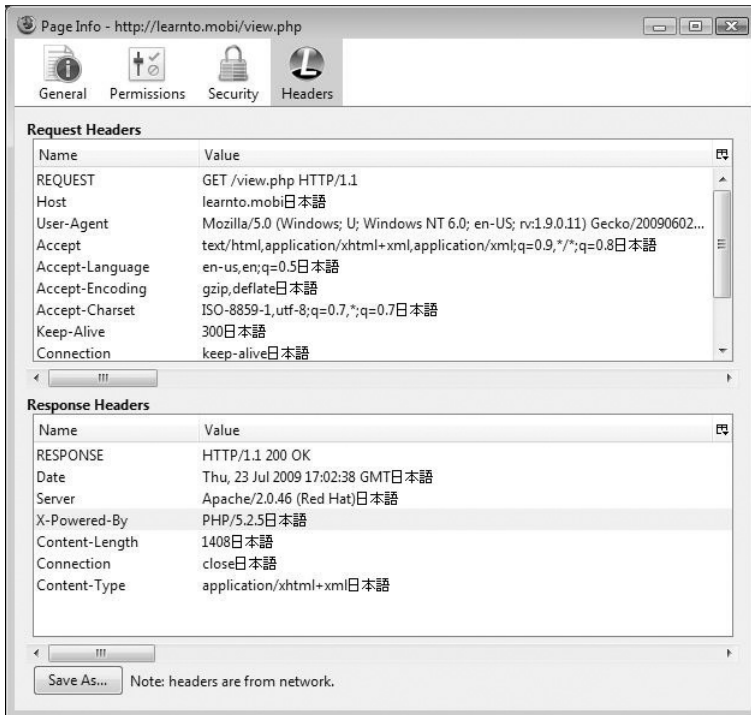 Page Info - http://learnto.mobi/view.php
General Permissions Security Headers
Request Headers
Name Value
REQUEST GET /view.php HTTP/1.1
Host learnto.mobi日本語
User-Agent Mozilla/5.0 (Windows; U; Windows NT 6.0; en-US; rv:1.9.0.11) Gecko/20090602...
Accept text/html,application/xhtml+xml,application/xml;q=0.9,*/*;q=0.8日本語
Accept-Language en-us,en;q=0.5日本語
Accept-Encoding gzip,deflate日本語
Accept-Charset ISO-8859-1,utf-8;q=0.7,*;q=0.7日本語
Keep-Alive 300日本語
Connection keep-alive日本語
Response Headers
Name Value
RESPONSE HTTP/1.1 200 OK
Date Thu, 23 Jul 2009 17:02:38 GMT日本語
Server Apache/2.0.46 (Red Hat)日本語
X-Powered-By PHP/5.2.5日本語
Content-Length 1408日本語
Connection close日本語
Content-Type application/xhtml+xml日本語
Save As... Note: headers are from network.